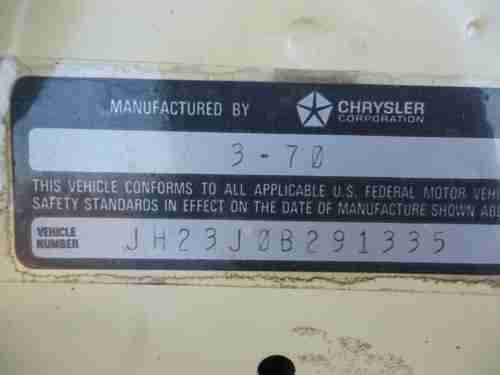 MANUFACTURED BY CHRYSLER
CORPORATION
3-70
THIS VEHICLE CONFORMS TO ALL APPLICABLE U.S. FEDERAL MOTOR VEH
SAFETY STANDARDS IN EFFECT ON THE DATE OF MANUFACTURE SHOWN AB
VEHICLE
NUMBER
JH23J0B291335